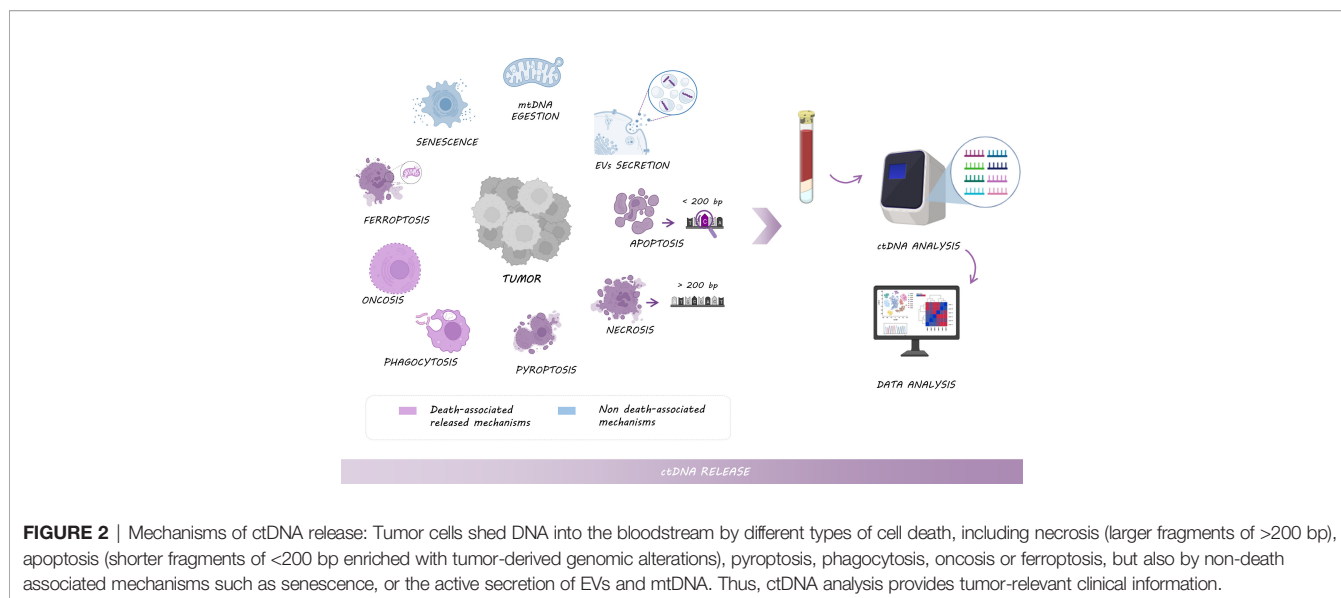 mtDNA
EGESTION
SENESCENCE
EVs SECRETION
FERROPTOSIS
< 200 bp
APOPTOSIS
TUMOR
ctDNA ANALYSIS
ONCOSIS
> 200 bp
NECROSIS
PHAGOCYTOSIS
PYROPTOSIS
DATA ANALYSIS
Death-associated
released mechanisms
Non death-associated
mechanisms
ctDNA RELEASE
FIGURE 2 | Mechanisms of ctDNA release: Tumor cells shed DNA into the bloodstream by different types of cell death, including necrosis (larger fragments of >200 bp),
apoptosis (shorter fragments of <200 bp enriched with tumor-derived genomic alterations), pyroptosis, phagocytosis, oncosis or ferroptosis, but also by non-death
associated mechanisms such as senescence, or the active secretion of EVs and mtDNA. Thus, ctDNA analysis provides tumor-relevant clinical information.